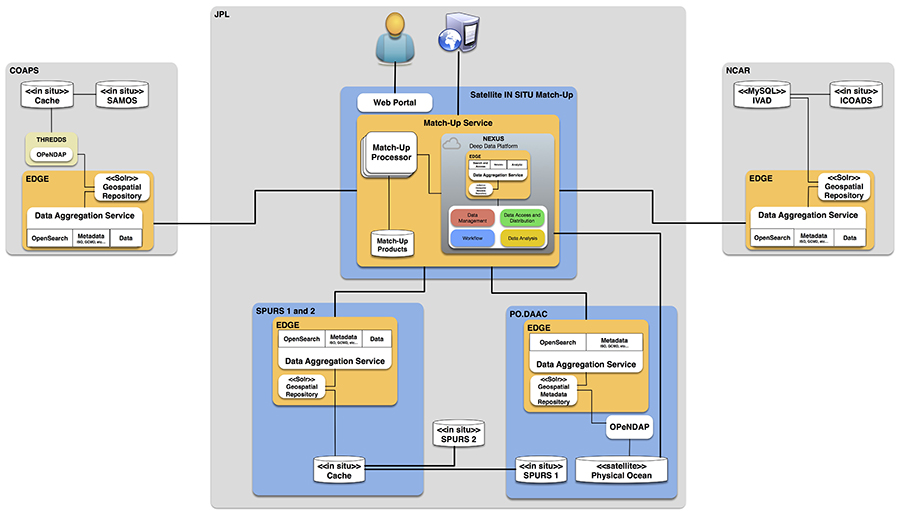 JPL
COAPS
<<in situ>>
Cache
<<in situ>>
SAMOS
THREDDS
OPeNDAP
EDGE
<<Solr>>
Geospatial
Repository
Data Aggregation Service
OpenSearch
Metadata
ISO, GCMD, etc...
Data
Satellite IN SITU Match-Up
Web Portal
Match-Up Service
Match-Up
Processor
Match-Up
Products
NEXUS
Deep Data Platform
EDGE
Data Aggregation Service
Data
Management
Data Access and
Distribution
Workflow
Data Analysis
NCAR
<<MySQL>>
IVAD
<<in situ>>
ICOADS
EDGE
<<Solr>>
Geospatial
Repository
Data Aggregation Service
OpenSearch
Metadata
ISO, GCMD, etc...
Data
SPURS 1 and 2
EDGE
OpenSearch
Metadata
ISO, GCMD, etc...
Data
Data Aggregation Service
<<Solr>>
Geospatial
Repository
<<in situ>>
Cache
<<in situ>>
SPURS 2
PO.DAAC
EDGE
OpenSearch
Metadata
ISO, GCMD, etc...
Data Aggregation Service
<<Solr>>
Geospatial
Metadata
Repository
OPeNDAP
<<in situ>>
SPURS 1
<<satellite>>
Physical Ocean